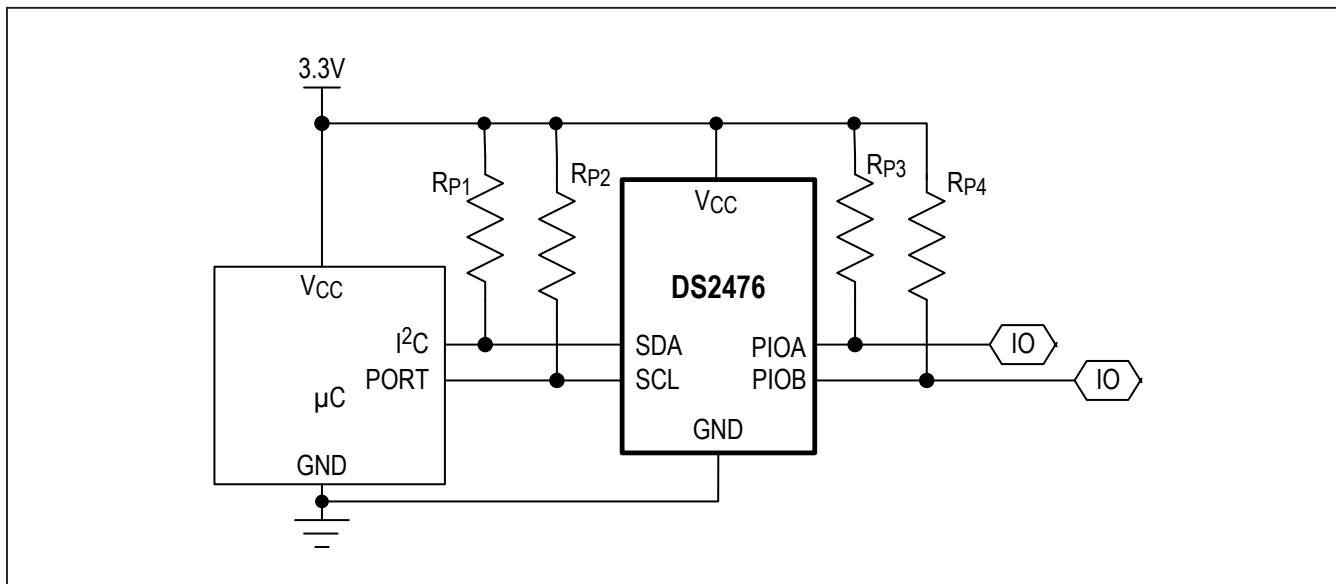 3.3V
RP1
RP2
RP3
RP4
VCC
DS2476
VCC
I²C
PORT
µC
GND
SDA
SCL
PIOA
PIOB
GND
IO
IO